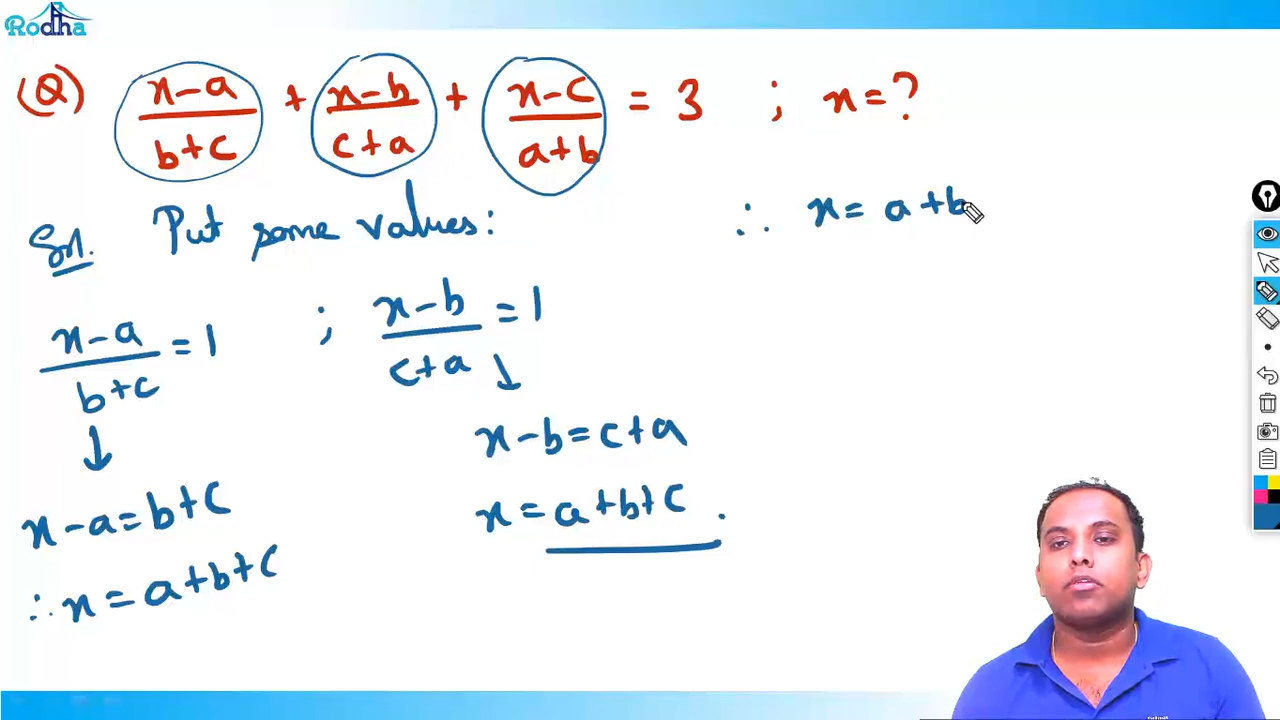 Rodha
(Q) (x-a)/(b+c) + (x-b)/(c+a) + (x-c)/(a+b) = 3 ; x=?
Sol. Put some values:
∴ x= a+b
(x-a)/(b+c) =1 ; (x-b)/(c+a) =1
↓ ↓
x-a=b+c
∴ x=a+b+c
x-b=c+a
x=a+b+c.